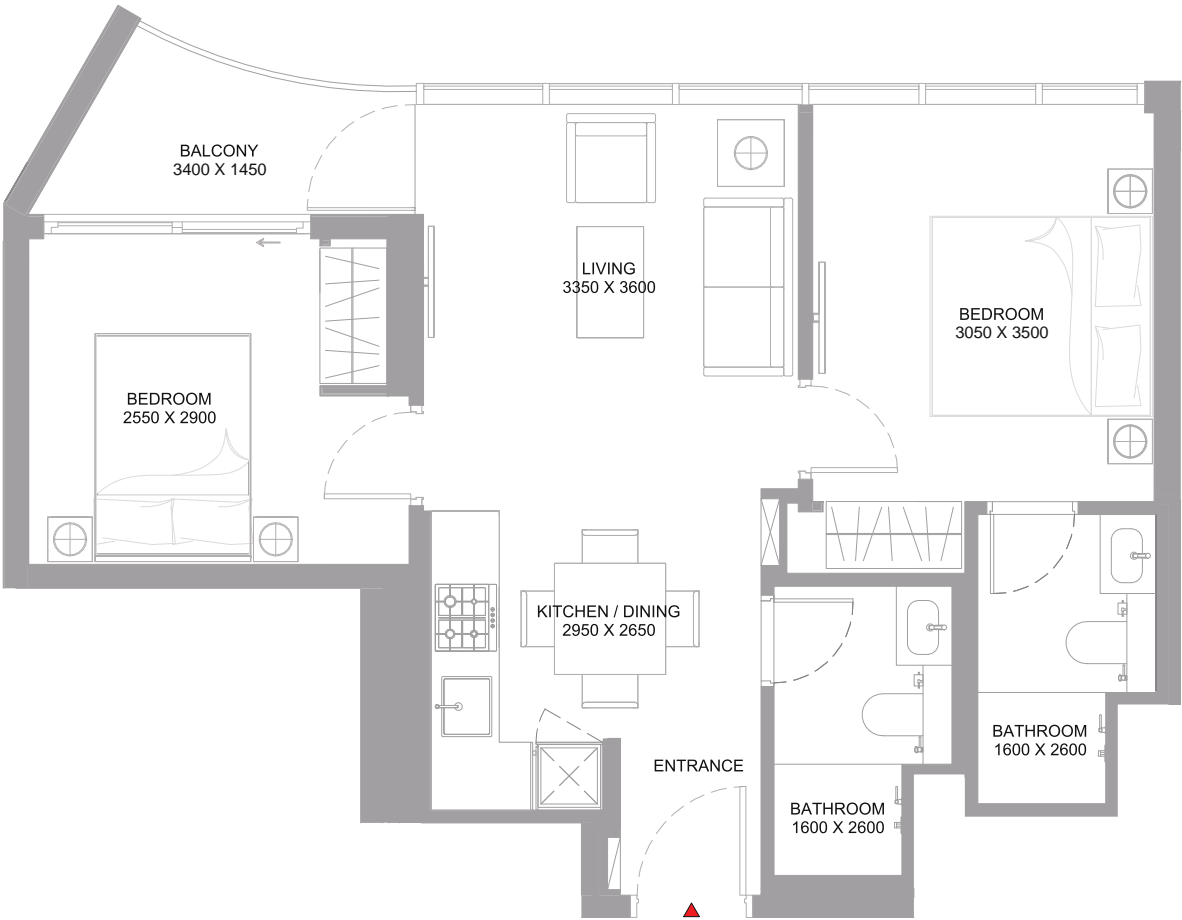 BALCONY
3400 X 1450
LIVING
3350 X 3600
BEDROOM
3050 X 3500
BEDROOM
2550 X 2900
KITCHEN / DINING
2950 X 2650
BATHROOM
1600 X 2600
ENTRANCE
BATHROOM
1600 X 2600